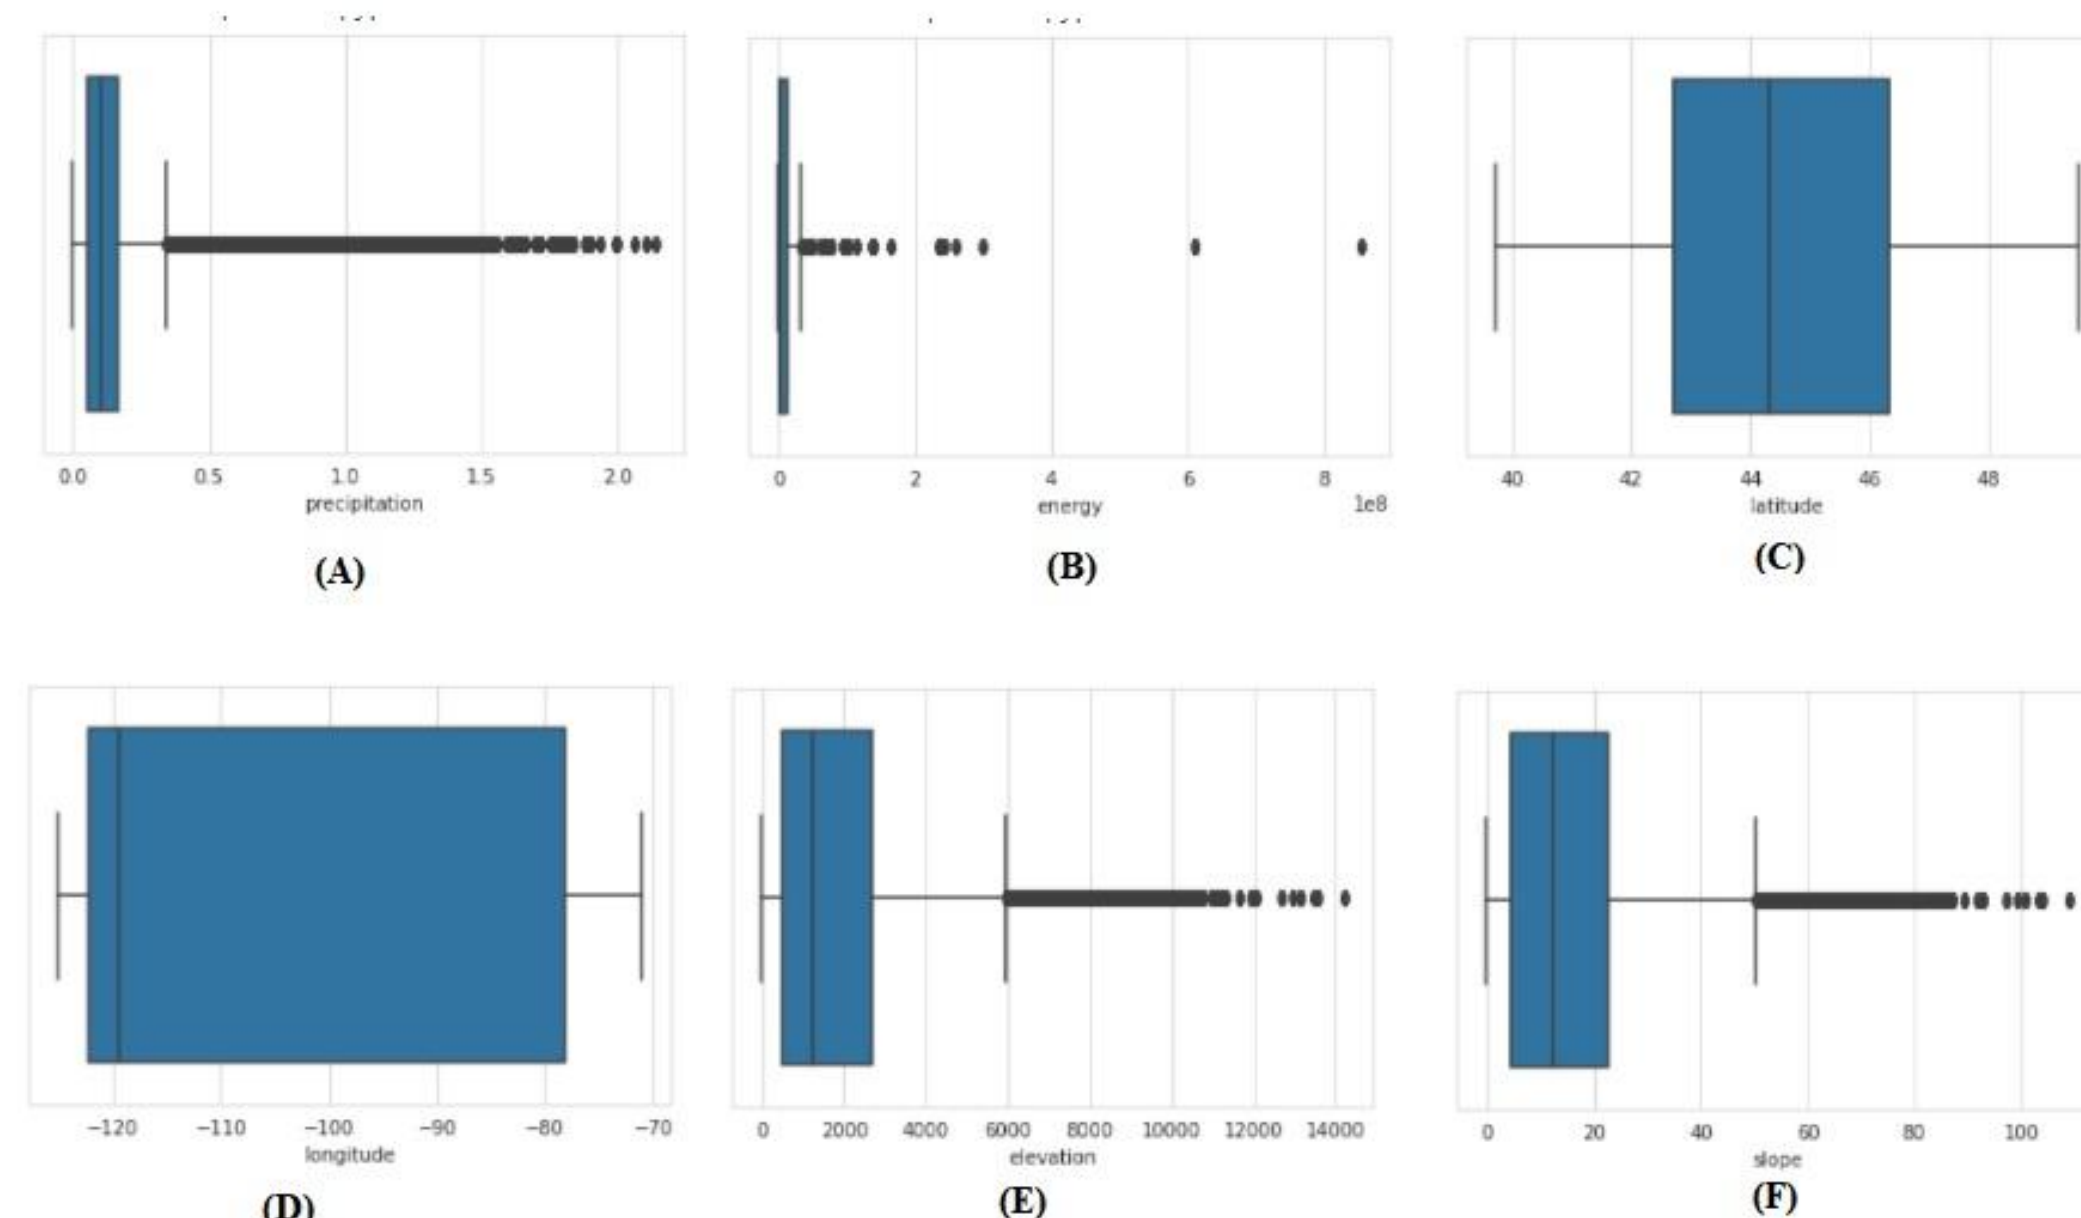 0.0 0.5 1.0 1.5 2.0
precipitation
(A)
0 2 4 6 8
1e8
energy
(B)
40 42 44 46 48
latitude
(C)
−120 −110 −100 −90 −80 −70
longitude
(D)
0 2000 4000 6000 8000 10000 12000 14000
elevation
(E)
0 20 40 60 80 100
slope
(F)